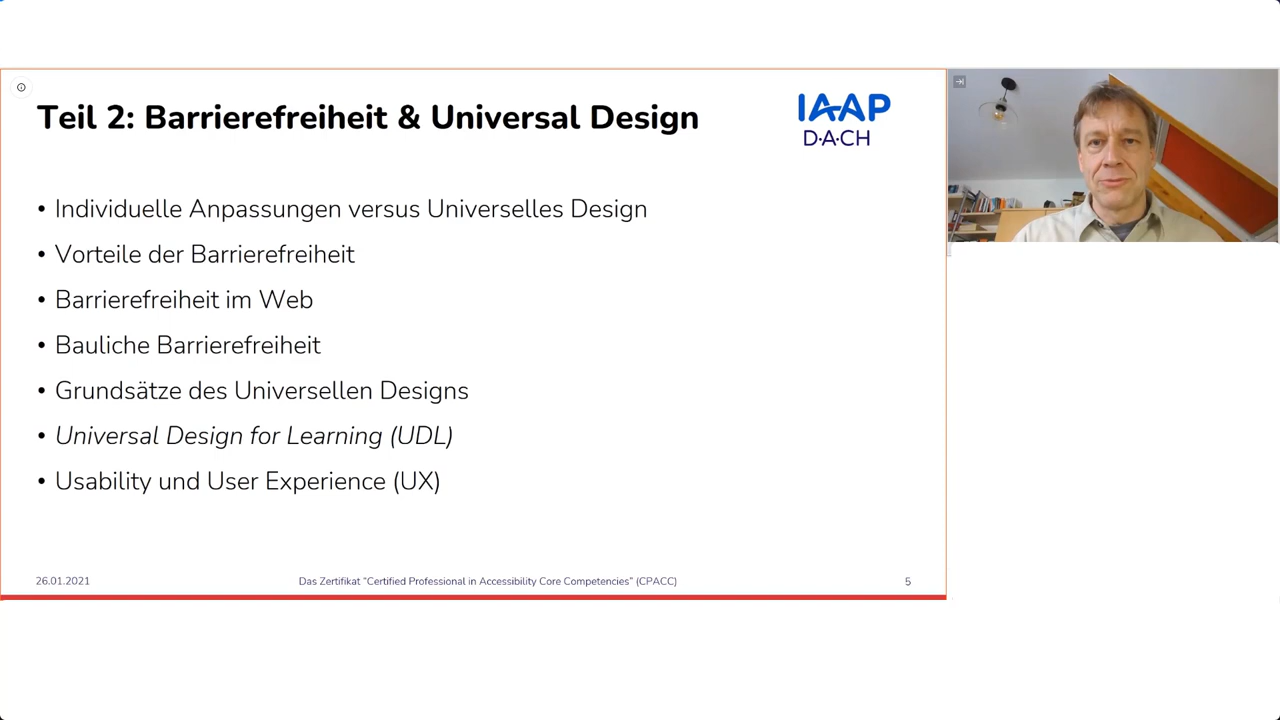 Teil 2: Barrierefreiheit & Universal Design
IAAP
D·A·CH
• Individuelle Anpassungen versus Universelles Design
• Vorteile der Barrierefreiheit
• Barrierefreiheit im Web
• Bauliche Barrierefreiheit
• Grundsätze des Universellen Designs
• Universal Design for Learning (UDL)
• Usability und User Experience (UX)
26.01.2021
Das Zertifikat "Certified Professional in Accessibility Core Competencies" (CPACC)
5